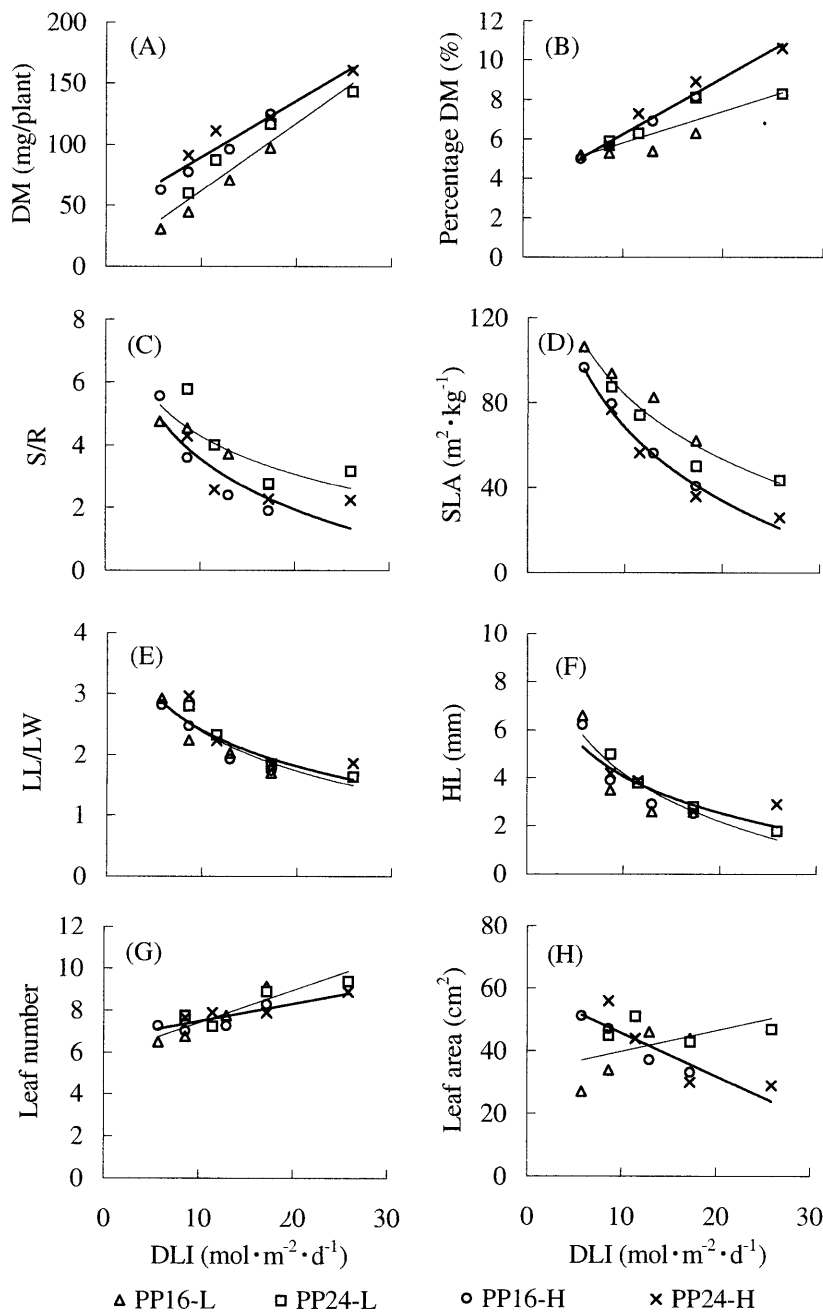 (A)
DM (mg/plant)
200
150
100
50
0
(B)
Percentage DM (%)
12
10
8
6
4
2
0
(C)
S/R
8
6
4
2
0
(D)
SLA (m²·kg⁻¹)
120
80
40
0
(E)
LL/LW
4
3
2
1
0
(F)
HL (mm)
10
8
6
4
2
0
(G)
Leaf number
12
10
8
6
4
2
0
0 10 20 30
DLI (mol·m⁻²·d⁻¹)
(H)
Leaf area (cm²)
80
60
40
20
0
0 10 20 30
DLI (mol·m⁻²·d⁻¹)
PP16-L PP24-L PP16-H PP24-H